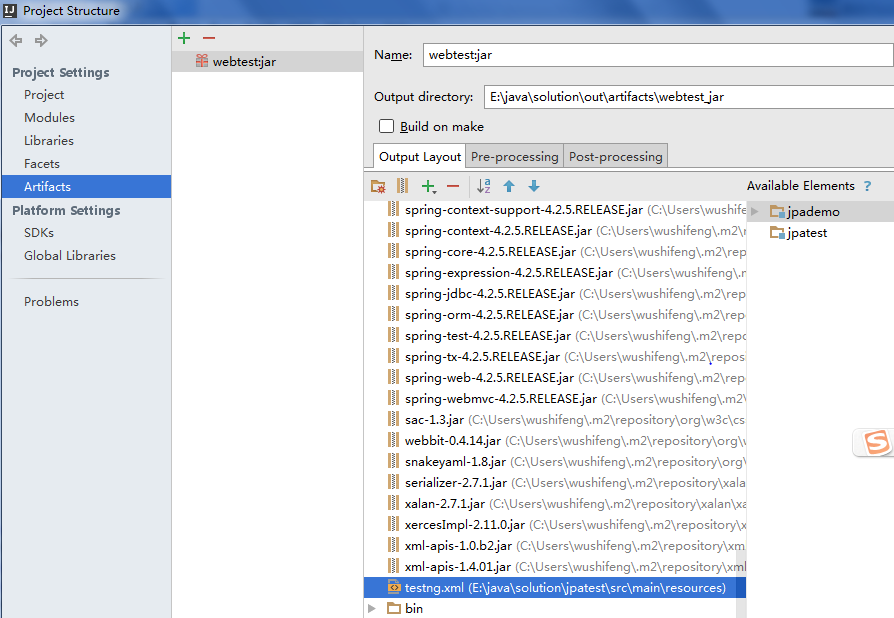 Project Structure
Project Settings
Project
Modules
Libraries
Facets
Artifacts
Platform Settings
SDKs
Global Libraries
Problems
webtest:jar
Name: webtest:jar
Output directory: E:\java\solution\out\artifacts\webtest_jar
Build on make
Output Layout Pre-processing Post-processing
Available Elements ?
spring-context-support-4.2.5.RELEASE.jar (C:\Users\wushife
spring-context-4.2.5.RELEASE.jar (C:\Users\wushifeng\.m2\
spring-core-4.2.5.RELEASE.jar (C:\Users\wushifeng\.m2\rep
spring-expression-4.2.5.RELEASE.jar (C:\Users\wushifeng\.
spring-jdbc-4.2.5.RELEASE.jar (C:\Users\wushifeng\.m2\rep
spring-orm-4.2.5.RELEASE.jar (C:\Users\wushifeng\.m2\rep
spring-test-4.2.5.RELEASE.jar (C:\Users\wushifeng\.m2\rep
spring-tx-4.2.5.RELEASE.jar (C:\Users\wushifeng\.m2\repos
spring-web-4.2.5.RELEASE.jar (C:\Users\wushifeng\.m2\rep
spring-webmvc-4.2.5.RELEASE.jar (C:\Users\wushifeng\.m2\
sac-1.3.jar (C:\Users\wushifeng\.m2\repository\org\w3c\cs
webbit-0.4.14.jar (C:\Users\wushifeng\.m2\repository\org\
snakeyaml-1.8.jar (C:\Users\wushifeng\.m2\repository\org\
serializer-2.7.1.jar (C:\Users\wushifeng\.m2\repository\xala
xalan-2.7.1.jar (C:\Users\wushifeng\.m2\repository\xalan\xa
xercesImpl-2.11.0.jar (C:\Users\wushifeng\.m2\repository\x
xml-apis-1.0.b2.jar (C:\Users\wushifeng\.m2\repository\xm
xml-apis-1.4.01.jar (C:\Users\wushifeng\.m2\repository\xml
testng.xml (E:\java\solution\jpatest\src\main\resources)
bin
jpademo
jpatest